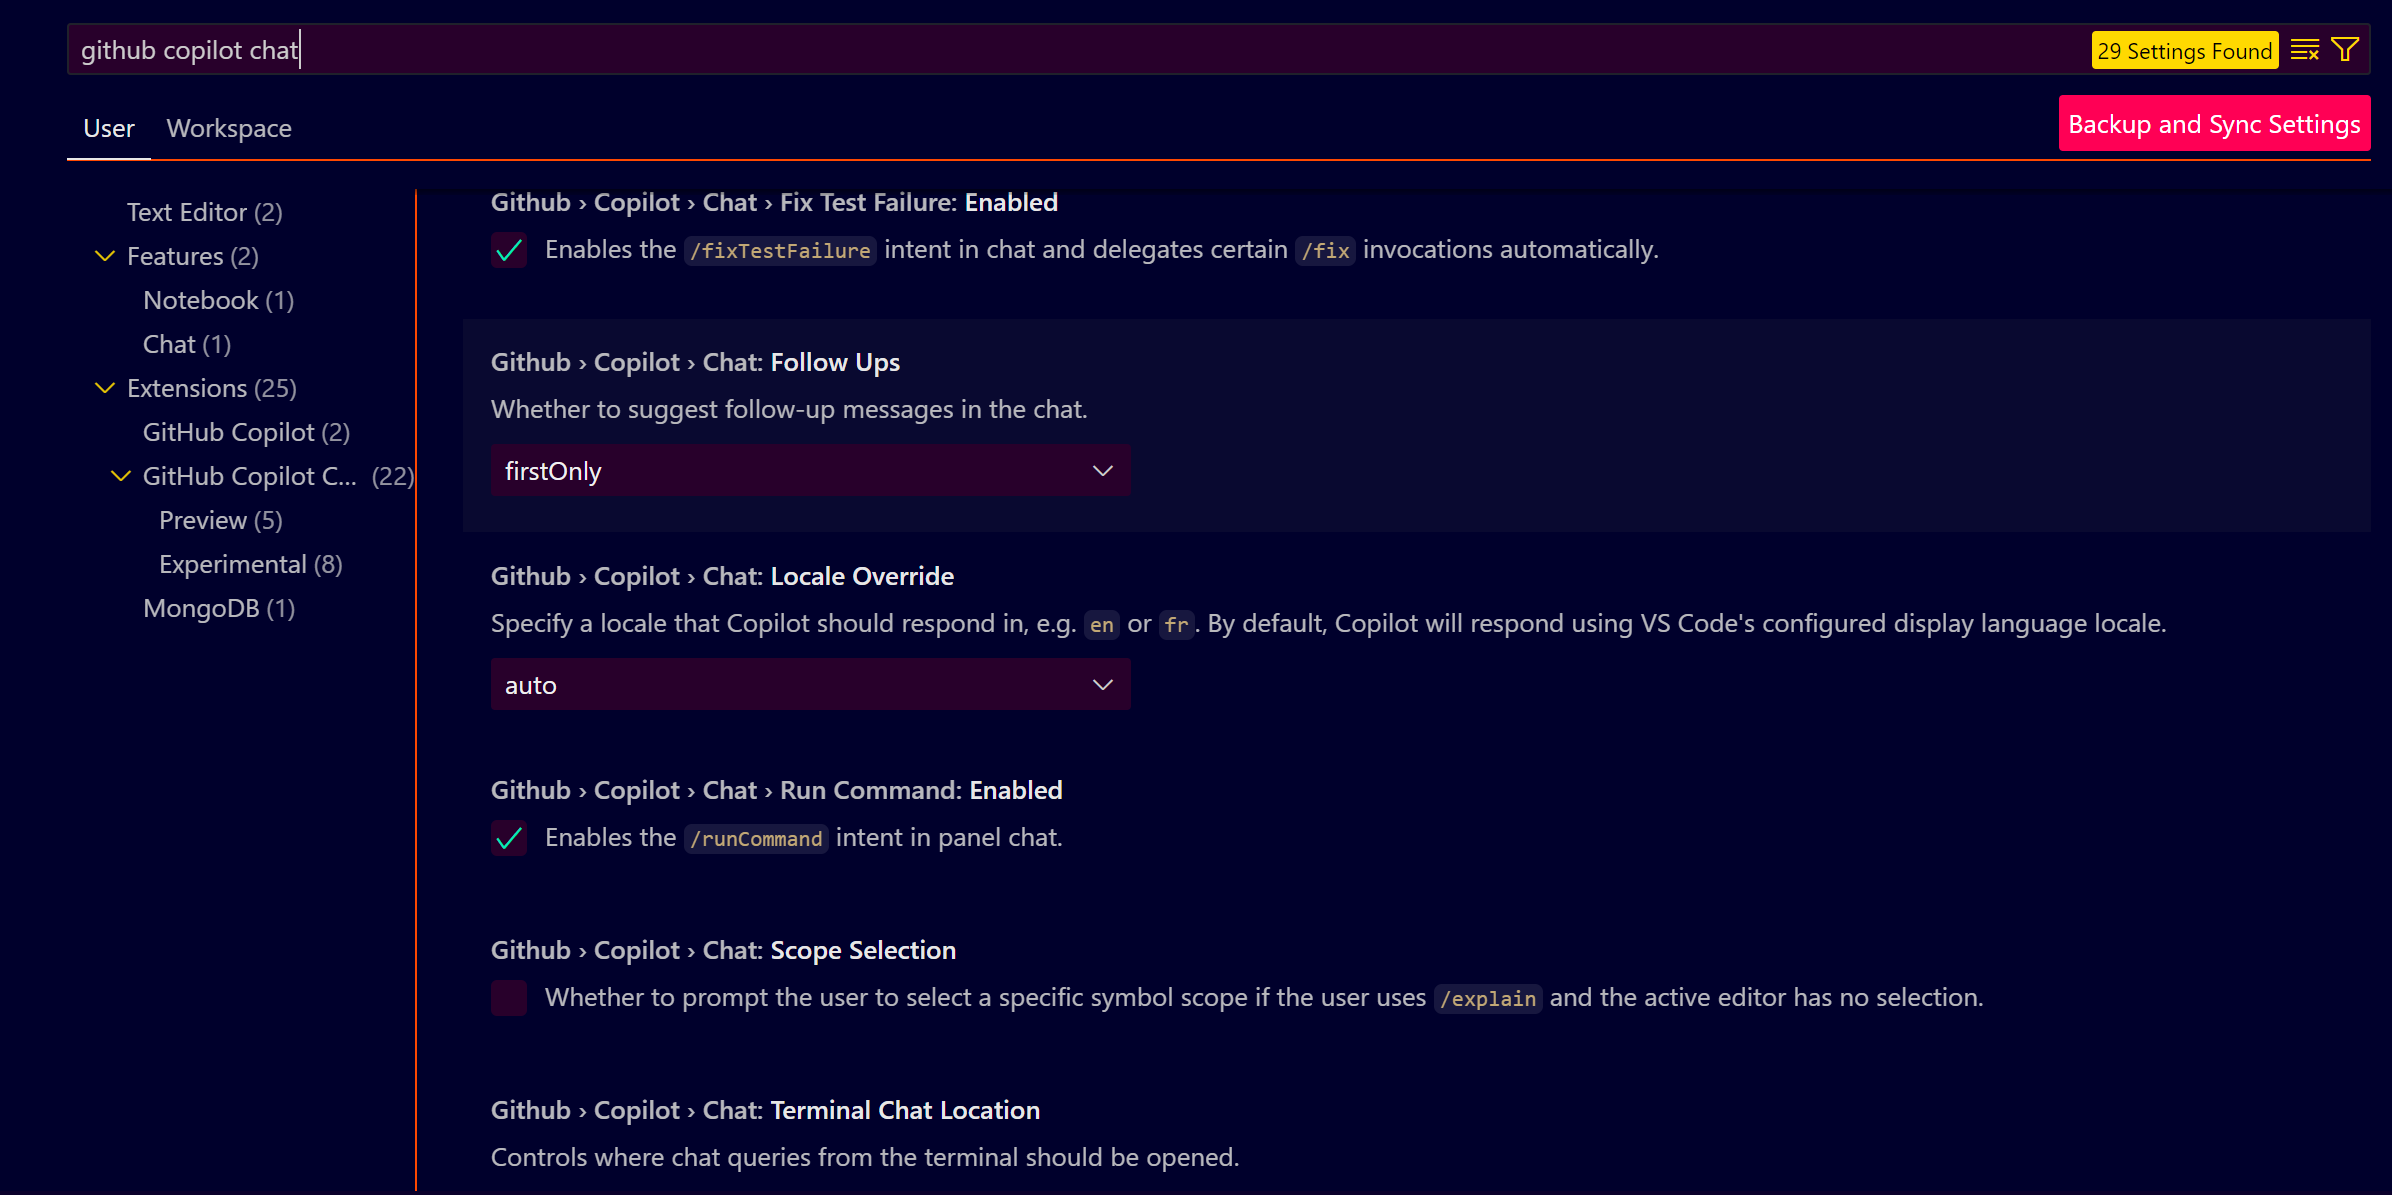 github copilot chat
29 Settings Found
User Workspace
Backup and Sync Settings
Text Editor (2)
Features (2)
Notebook (1)
Chat (1)
Extensions (25)
GitHub Copilot (2)
GitHub Copilot C... (22)
Preview (5)
Experimental (8)
MongoDB (1)
Github › Copilot › Chat › Fix Test Failure: Enabled
Enables the /fixTestFailure intent in chat and delegates certain /fix invocations automatically.
Github › Copilot › Chat: Follow Ups
Whether to suggest follow-up messages in the chat.
firstOnly
Github › Copilot › Chat: Locale Override
Specify a locale that Copilot should respond in, e.g. en or fr. By default, Copilot will respond using VS Code's configured display language locale.
auto
Github › Copilot › Chat › Run Command: Enabled
Enables the /runCommand intent in panel chat.
Github › Copilot › Chat: Scope Selection
Whether to prompt the user to select a specific symbol scope if the user uses /explain and the active editor has no selection.
Github › Copilot › Chat: Terminal Chat Location
Controls where chat queries from the terminal should be opened.